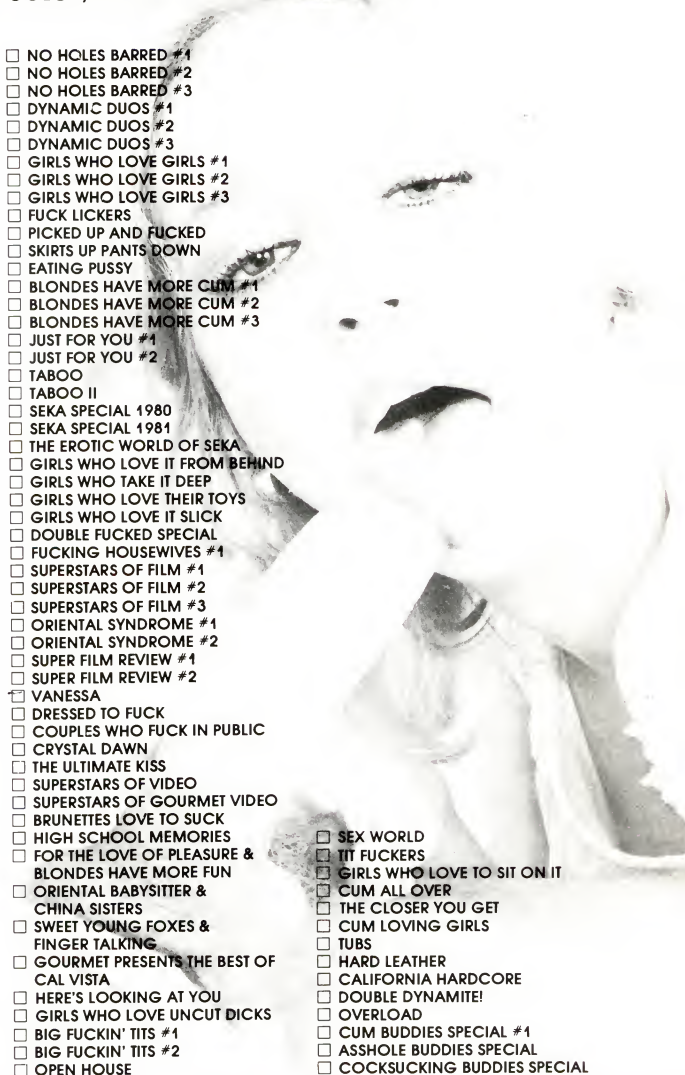 ☐ NO HOLES BARRED #1
☐ NO HOLES BARRED #2
☐ NO HOLES BARRED #3
☐ DYNAMIC DUOS #1
☐ DYNAMIC DUOS #2
☐ DYNAMIC DUOS #3
☐ GIRLS WHO LOVE GIRLS #1
☐ GIRLS WHO LOVE GIRLS #2
☐ GIRLS WHO LOVE GIRLS #3
☐ FUCK LICKERS
☐ PICKED UP AND FUCKED
☐ SKIRTS UP PANTS DOWN
☐ EATING PUSSY
☐ BLONDES HAVE MORE CUM #1
☐ BLONDES HAVE MORE CUM #2
☐ BLONDES HAVE MORE CUM #3
☐ JUST FOR YOU #1
☐ JUST FOR YOU #2
☐ TABOO
☐ TABOO II
☐ SEKA SPECIAL 1980
☐ SEKA SPECIAL 1981
☐ THE EROTIC WORLD OF SEKA
☐ GIRLS WHO LOVE IT FROM BEHIND
☐ GIRLS WHO TAKE IT DEEP
☐ GIRLS WHO LOVE THEIR TOYS
☐ GIRLS WHO LOVE IT SLICK
☐ DOUBLE FUCKED SPECIAL
☐ FUCKING HOUSEWIVES #1
☐ SUPERSTARS OF FILM #1
☐ SUPERSTARS OF FILM #2
☐ SUPERSTARS OF FILM #3
☐ ORIENTAL SYNDROME #1
☐ ORIENTAL SYNDROME #2
☐ SUPER FILM REVIEW #1
☐ SUPER FILM REVIEW #2
☐ VANESSA
☐ DRESSED TO FUCK
☐ COUPLES WHO FUCK IN PUBLIC
☐ CRYSTAL DAWN
☐ THE ULTIMATE KISS
☐ SUPERSTARS OF VIDEO
☐ SUPERSTARS OF GOURMET VIDEO
☐ BRUNETTES LOVE TO SUCK
☐ HIGH SCHOOL MEMORIES
☐ FOR THE LOVE OF PLEASURE &
BLONDES HAVE MORE FUN
☐ ORIENTAL BABYSITTER &
CHINA SISTERS
☐ SWEET YOUNG FOXES &
FINGER TALKING
☐ GOURMET PRESENTS THE BEST OF
CAL VISTA
☐ HERE'S LOOKING AT YOU
☐ GIRLS WHO LOVE UNCUT DICKS
☐ BIG FUCKIN' TITS #1
☐ BIG FUCKIN' TITS #2
☐ OPEN HOUSE
☐ SEX WORLD
☐ TIT FUCKERS
☐ GIRLS WHO LOVE TO SIT ON IT
☐ CUM ALL OVER
☐ THE CLOSER YOU GET
☐ CUM LOVING GIRLS
☐ TUBS
☐ HARD LEATHER
☐ CALIFORNIA HARDCORE
☐ DOUBLE DYNAMITE!
☐ OVERLOAD
☐ CUM BUDDIES SPECIAL #1
☐ ASSHOLE BUDDIES SPECIAL
☐ COCKSUCKING BUDDIES SPECIAL